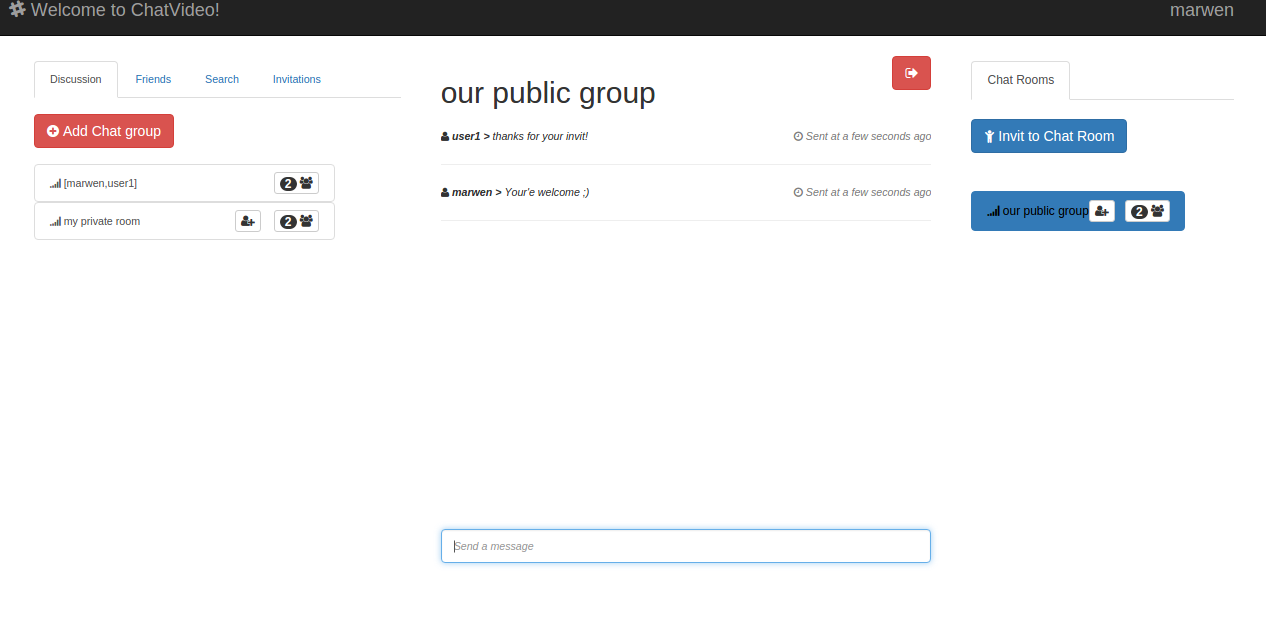 Welcome to ChatVideo!
marwen
Discussion
Friends
Search
Invitations
Add Chat group
[marwen,user1]
2
my private room
2
our public group
user1 > thanks for your invit!
Sent at a few seconds ago
marwen > Your'e welcome ;)
Sent at a few seconds ago
Send a message
Chat Rooms
Invit to Chat Room
our public group
2